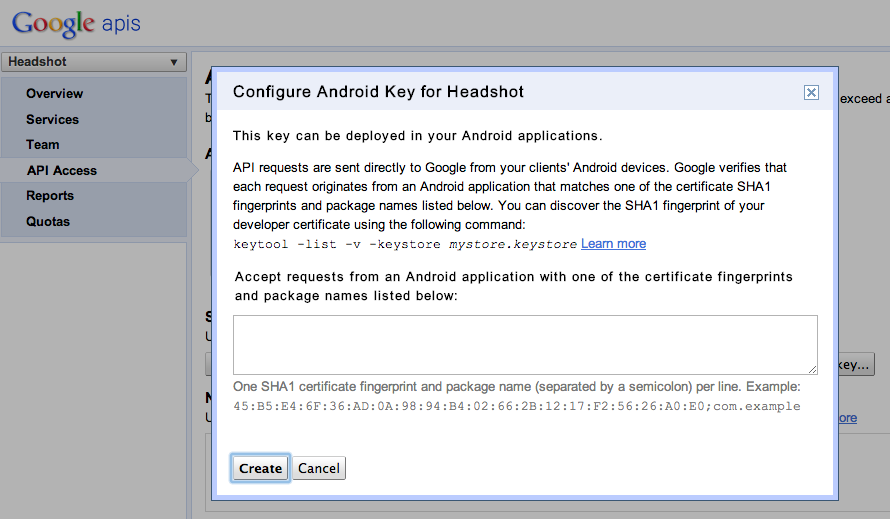 Google apis
Headshot
Overview
Services
Team
API Access
Reports
Quotas
exceed a
Configure Android Key for Headshot
This key can be deployed in your Android applications.
API requests are sent directly to Google from your clients' Android devices. Google verifies that
each request originates from an Android application that matches one of the certificate SHA1
fingerprints and package names listed below. You can discover the SHA1 fingerprint of your
developer certificate using the following command:
keytool -list -v -keystore mystore.keystore Learn more
Accept requests from an Android application with one of the certificate fingerprints
and package names listed below:
One SHA1 certificate fingerprint and package name (separated by a semicolon) per line. Example:
45:B5:E4:6F:36:AD:0A:98:94:B4:02:66:2B:12:17:F2:56:26:A0:E0;com.example
key...
ore
Create Cancel